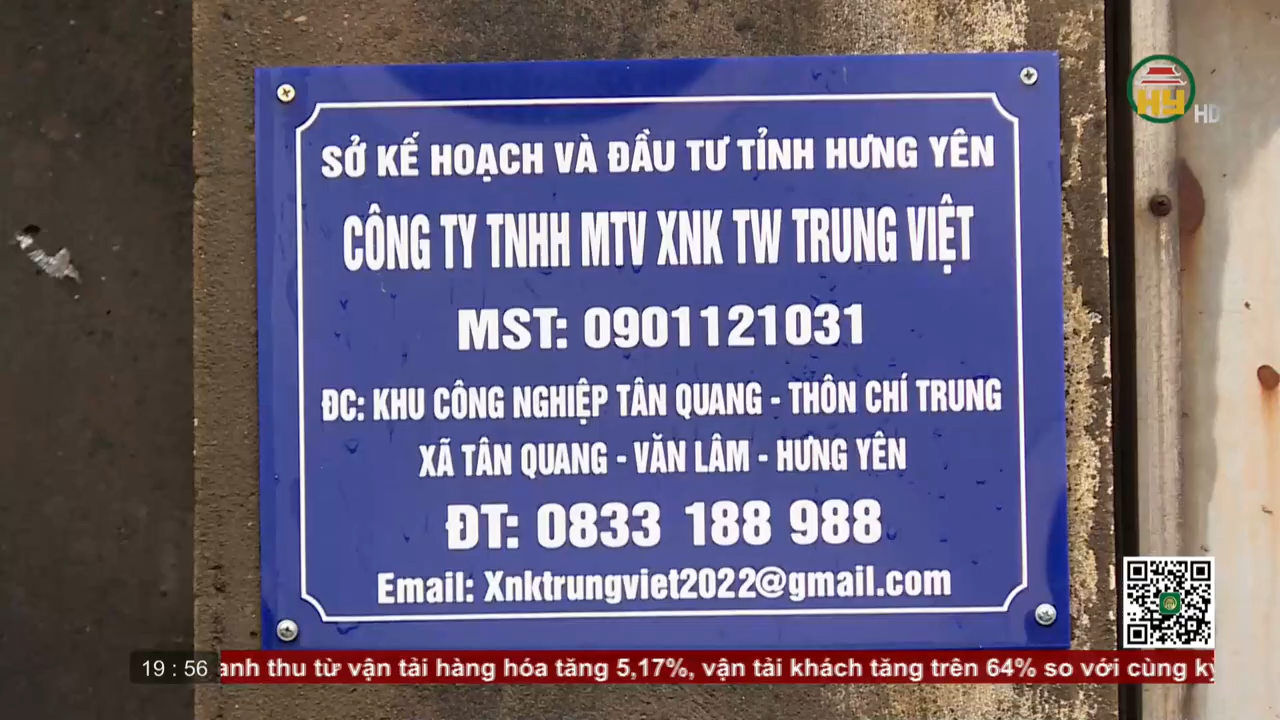 HY HD
SỞ KẾ HOẠCH VÀ ĐẦU TƯ TỈNH HƯNG YÊN
CÔNG TY TNHH MTV XNK TW TRUNG VIỆT
MST: 0901121031
ĐC: KHU CÔNG NGHIỆP TÂN QUANG - THÔN CHÍ TRUNG
XÃ TÂN QUANG - VĂN LÂM - HƯNG YÊN
ĐT: 0833 188 988
Email: Xnktrungviet2022@gmail.com
19 : 56
anh thu từ vận tải hàng hóa tăng 5,17%, vận tải khách tăng trên 64% so với cùng kỳ